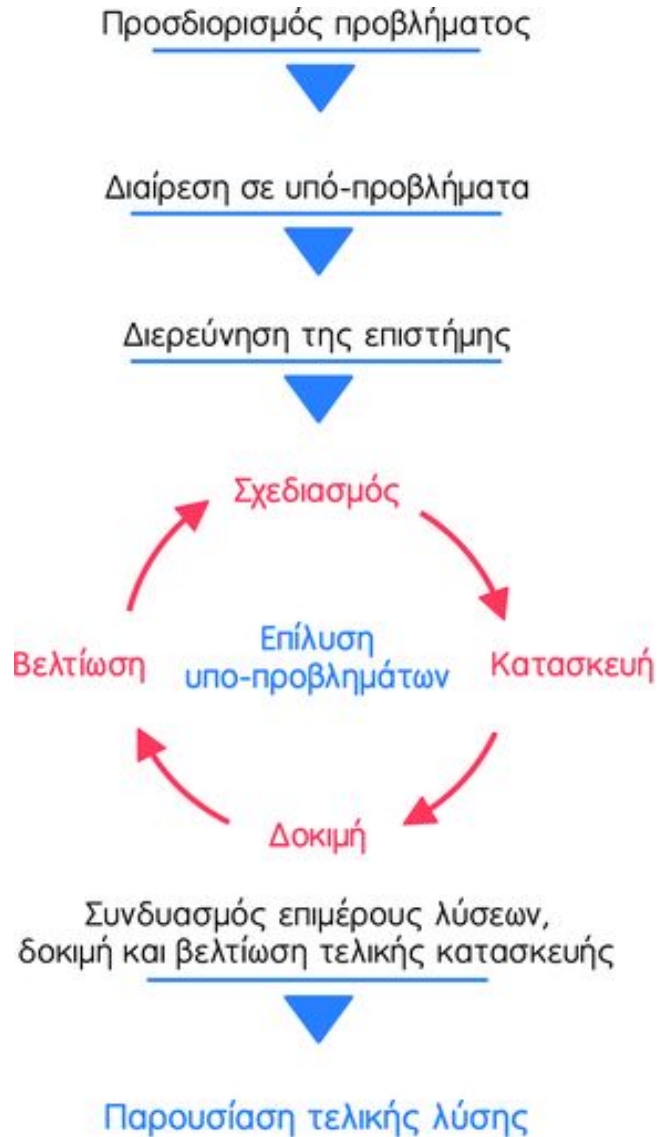 Προσδιορισμός προβλήματος
Διαίρεση σε υπό-προβλήματα
Διερεύνηση της επιστήμης
Σχεδιασμός
Επίλυση
υπο-προβλημάτων
Βελτίωση
Κατασκευή
Δοκιμή
Συνδυασμός επιμέρους λύσεων,
δοκιμή και βελτίωση τελικής κατασκευής
Παρουσίαση τελικής λύσης